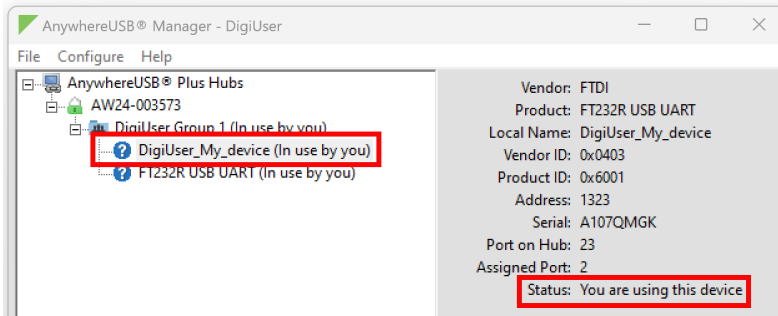 AnywhereUSB® Manager - DigiUser
File Configure Help
AnywhereUSB® Plus Hubs
AW24-003573
DigiUser Group 1 (In use by you)
DigiUser_My_device (In use by you)
FT232R USB UART (In use by you)
Vendor: FTDI
Product: FT232R USB UART
Local Name: DigiUser_My_device
Vendor ID: 0x0403
Product ID: 0x6001
Address: 1323
Serial: A107QMGK
Port on Hub: 23
Assigned Port: 2
Status: You are using this device